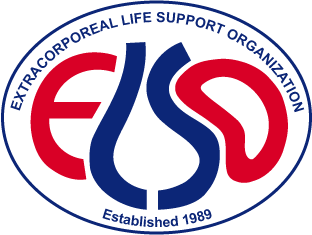 EXTRACORPOREAL LIFE SUPPORT ORGANIZATION
ELSO
Established 1989